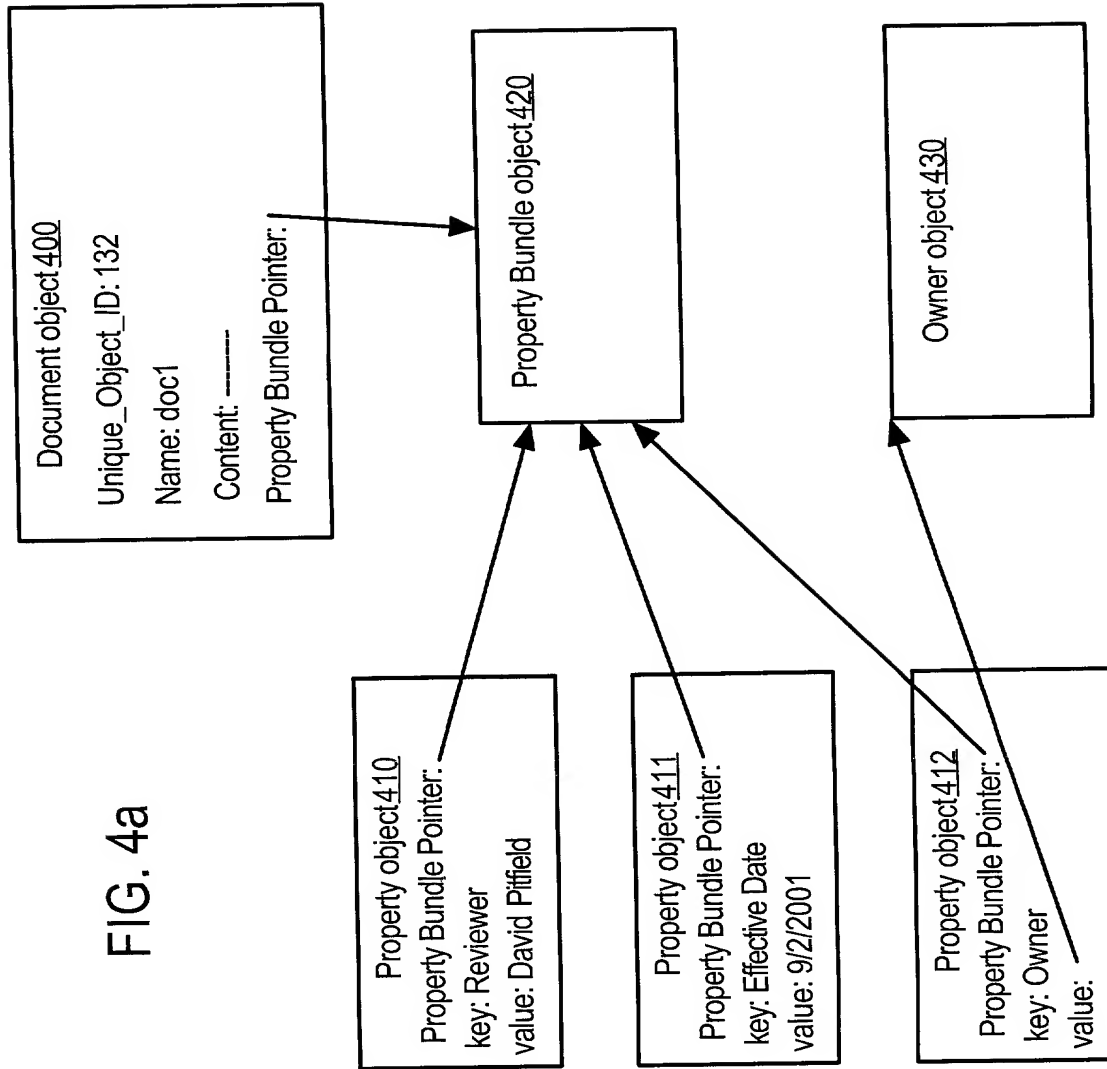 FIG. 4a
Document object 400
Unique_Object_ID: 132
Name: doc1
Content: --------
Property Bundle Pointer:
Property object 410
Property Bundle Pointer:
key: Reviewer
value: David Pitfield
Property Bundle object 420
Property object 411
Property Bundle Pointer:
key: Effective Date
value: 9/2/2001
Property object 412
Property Bundle Pointer:
key: Owner
value:
Owner object 430